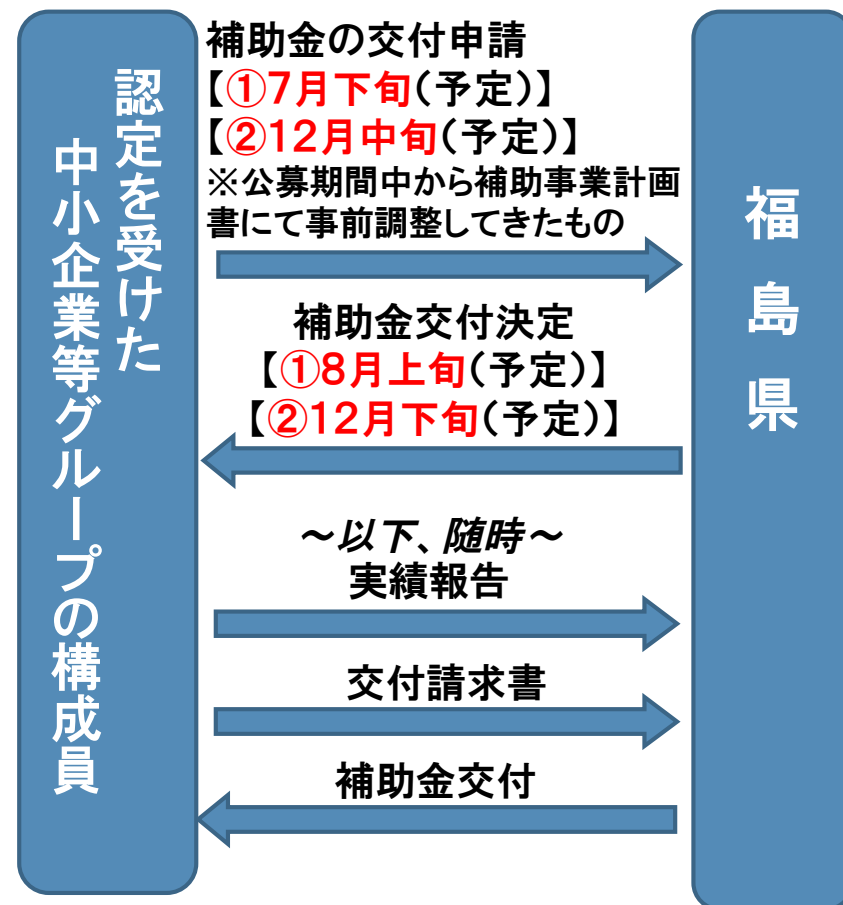 認定を受けた
中小企業等グループの構成員
補助金の交付申請
【①7月下旬(予定)】
【②12月中旬(予定)】
※公募期間中から補助事業計画
書にて事前調整してきたもの
補助金交付決定
【①8月上旬(予定)】
【②12月下旬(予定)】
～以下、随時～
実績報告
交付請求書
補助金交付
福島県